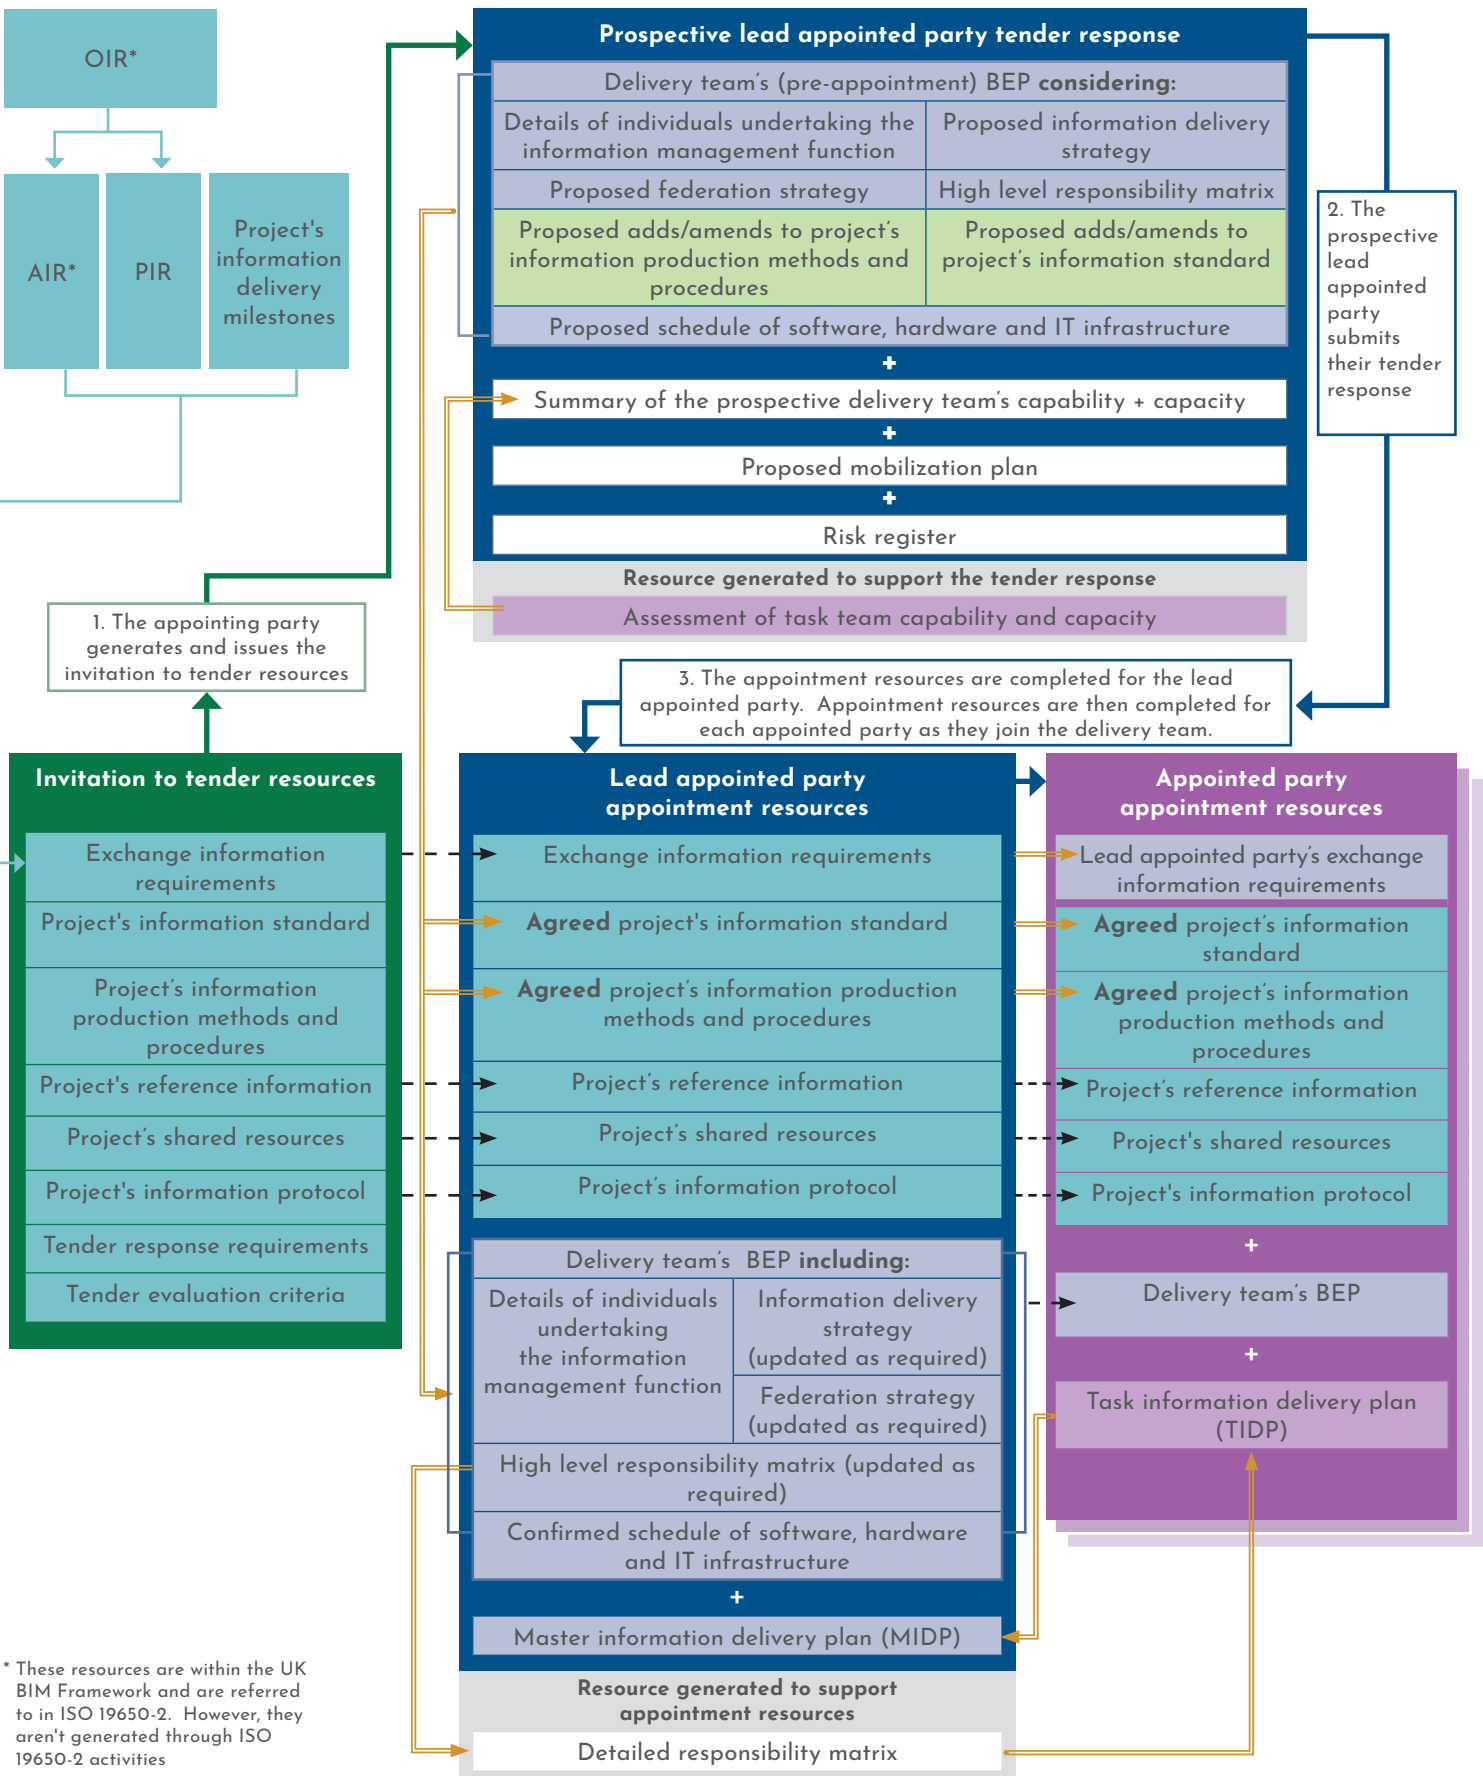 OIR*
AIR*
PIR
Project's
information
delivery
milestones
Prospective lead appointed party tender response
Delivery team's (pre-appointment) BEP considering:
Details of individuals undertaking the
information management function
Proposed information delivery
strategy
Proposed federation strategy
High level responsibility matrix
Proposed adds/amends to project's
information production methods and
procedures
Proposed adds/amends to
project's information standard
Proposed schedule of software, hardware and IT infrastructure
+
Summary of the prospective delivery team's capability + capacity
+
Proposed mobilization plan
+
Risk register
Resource generated to support the tender response
Assessment of task team capability and capacity
2. The
prospective
lead
appointed
party
submits
their tender
response
1. The appointing party
generates and issues the
invitation to tender resources
3. The appointment resources are completed for the lead
appointed party. Appointment resources are then completed for
each appointed party as they join the delivery team.
Invitation to tender resources
Exchange information
requirements
Project's information standard
Project's information
production methods and
procedures
Project's reference information
Project's shared resources
Project's information protocol
Tender response requirements
Tender evaluation criteria
Lead appointed party
appointment resources
Exchange information requirements
Agreed project's information standard
Agreed project's information production
methods and procedures
Project's reference information
Project's shared resources
Project's information protocol
Delivery team's BEP including:
Details of individuals
undertaking
the information
management function
Information delivery
strategy
(updated as required)
Federation strategy
(updated as required)
High level responsibility matrix (updated as
required)
Confirmed schedule of software, hardware
and IT infrastructure
+
Master information delivery plan (MIDP)
Resource generated to support
appointment resources
Detailed responsibility matrix
Appointed party
appointment resources
Lead appointed party's exchange
information requirements
Agreed project's information
standard
Agreed project's information
production methods and
procedures
Project's reference information
Project's shared resources
Project's information protocol
+
Delivery team's BEP
+
Task information delivery plan
(TIDP)
* These resources are within the UK
BIM Framework and are referred
to in ISO 19650-2. However, they
aren't generated through ISO
19650-2 activities